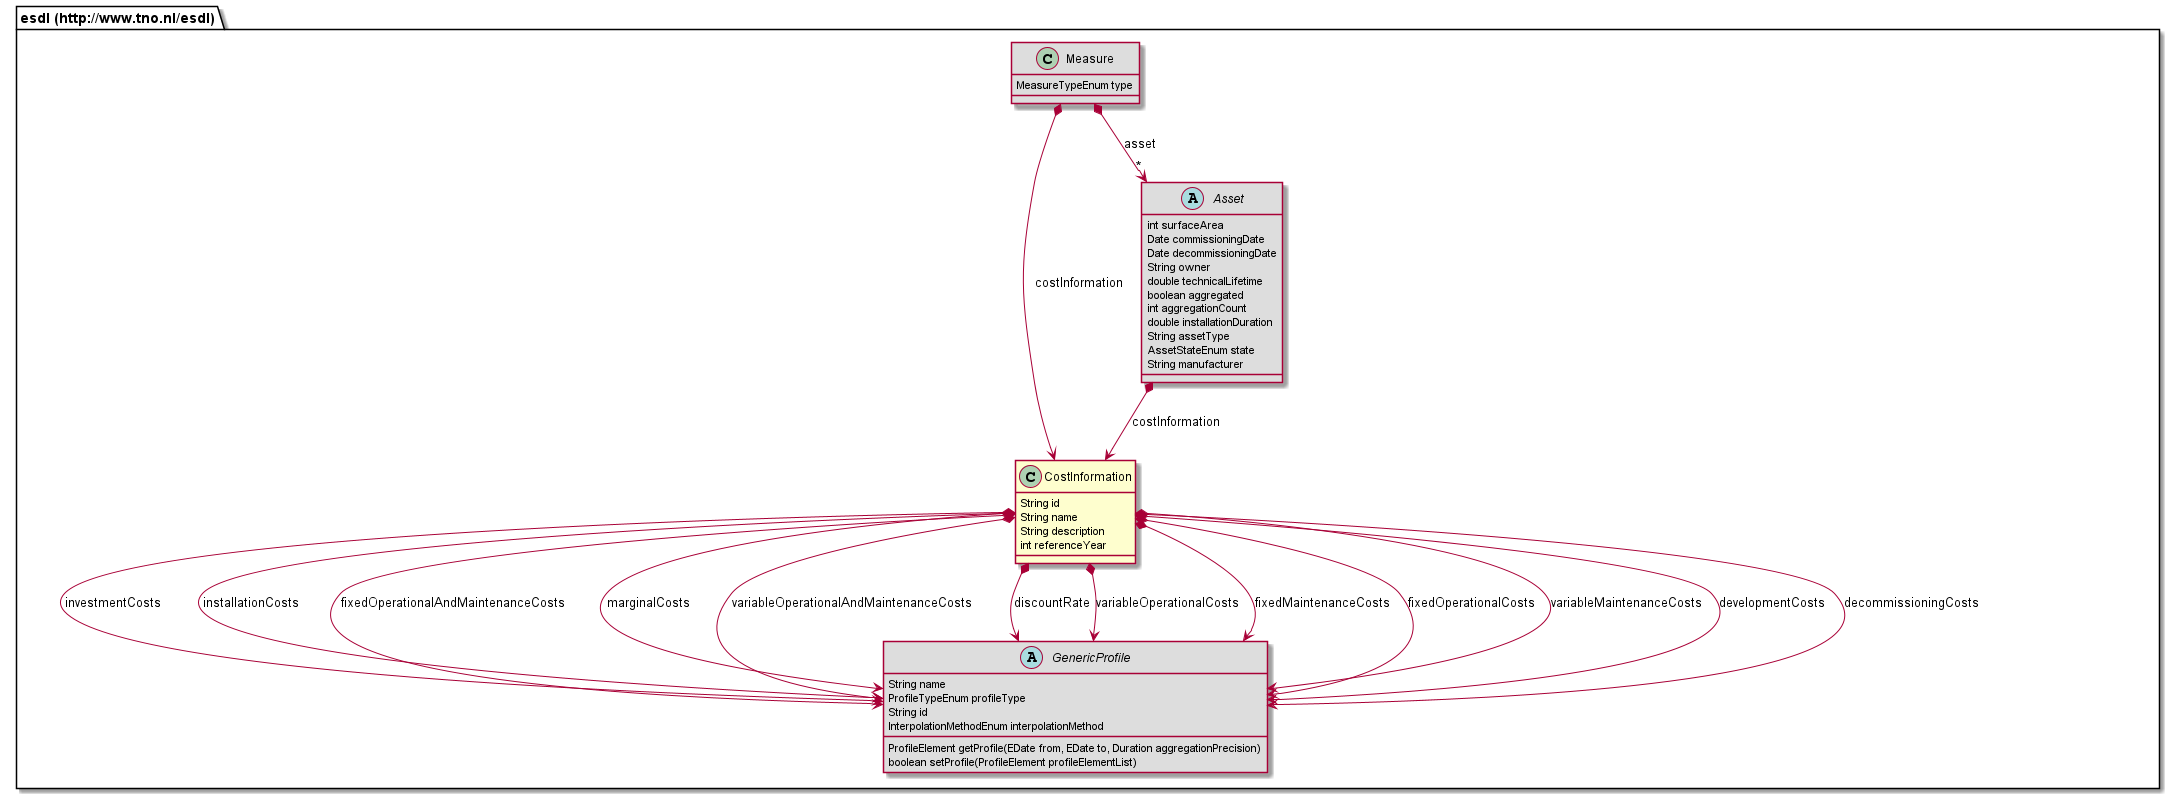 esdl (http://www.tno.nl/esdl)
C Measure
MeasureTypeEnum type
asset
*
A Asset
int surfaceArea
Date commissioningDate
Date decommissioningDate
String owner
double technicalLifetime
boolean aggregated
int aggregationCount
double installationDuration
String assetType
AssetStateEnum state
String manufacturer
costInformation
costInformation
C CostInformation
String id
String name
String description
int referenceYear
investmentCosts
installationCosts
fixedOperationalAndMaintenanceCosts
marginalCosts
variableOperationalAndMaintenanceCosts
discountRate
variableOperationalCosts
fixedMaintenanceCosts
fixedOperationalCosts
variableMaintenanceCosts
developmentCosts
decommissioningCosts
A GenericProfile
String name
ProfileTypeEnum profileType
String id
InterpolationMethodEnum interpolationMethod
ProfileElement getProfile(EDate from, EDate to, Duration aggregationPrecision)
boolean setProfile(ProfileElement profileElementList)